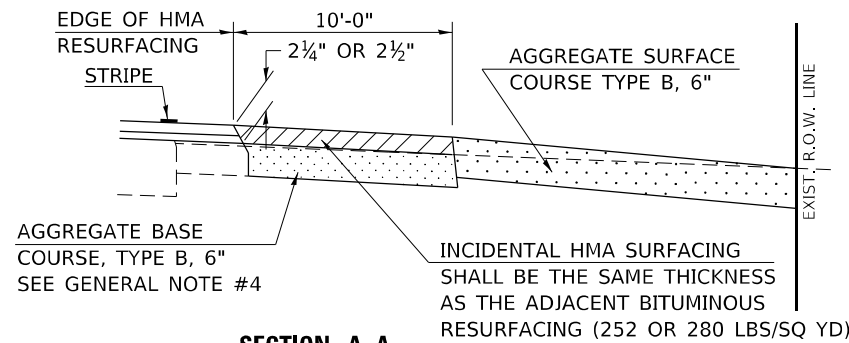 EDGE OF HMA
RESURFACING
10'-0"
2¼" OR 2½"
STRIPE
AGGREGATE SURFACE
COURSE TYPE B, 6"
EXIST. R.O.W. LINE
AGGREGATE BASE
COURSE, TYPE B, 6"
SEE GENERAL NOTE #4
INCIDENTAL HMA SURFACING
SHALL BE THE SAME THICKNESS
AS THE ADJACENT BITUMINOUS
RESURFACING (252 OR 280 LBS/SQ YD)
SECTION A-A